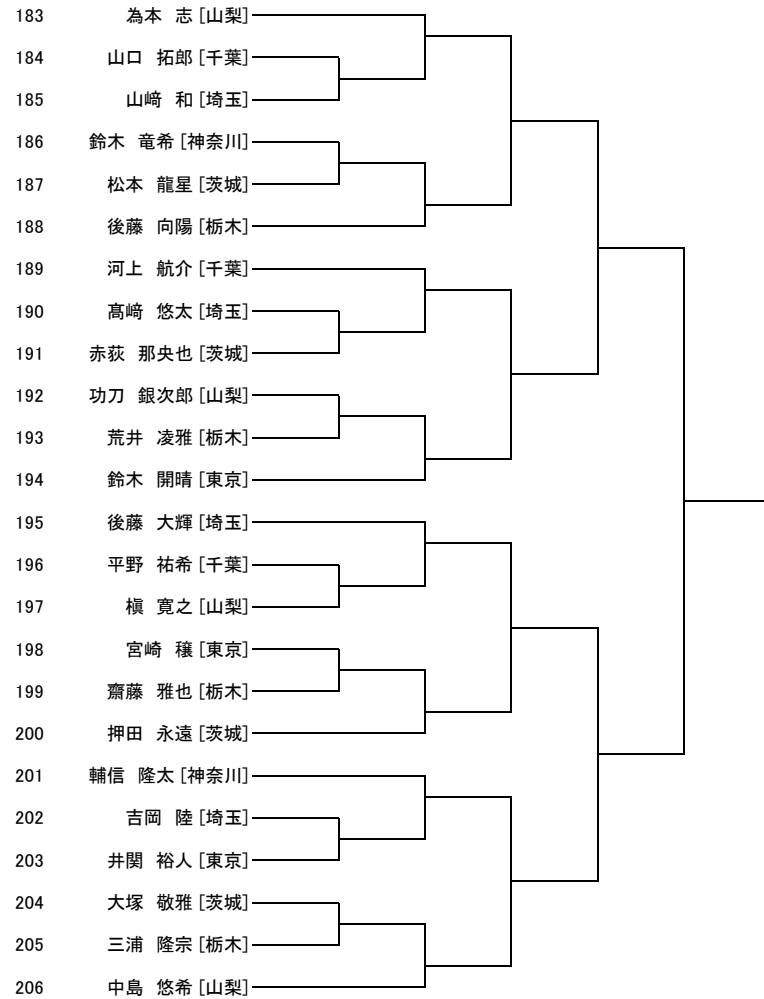 183 為本 志 [山梨]
184 山口 拓郎 [千葉]
185 山﨑 和 [埼玉]
186 鈴木 竜希 [神奈川]
187 松本 龍星 [茨城]
188 後藤 向陽 [栃木]
189 河上 航介 [千葉]
190 髙﨑 悠太 [埼玉]
191 赤荻 那央也 [茨城]
192 功刀 銀次郎 [山梨]
193 荒井 凌雅 [栃木]
194 鈴木 開晴 [東京]
195 後藤 大輝 [埼玉]
196 平野 祐希 [千葉]
197 槇 寛之 [山梨]
198 宮崎 穣 [東京]
199 齋藤 雅也 [栃木]
200 押田 永遠 [茨城]
201 輔信 隆太 [神奈川]
202 吉岡 陸 [埼玉]
203 井関 裕人 [東京]
204 大塚 敬雅 [茨城]
205 三浦 隆宗 [栃木]
206 中島 悠希 [山梨]